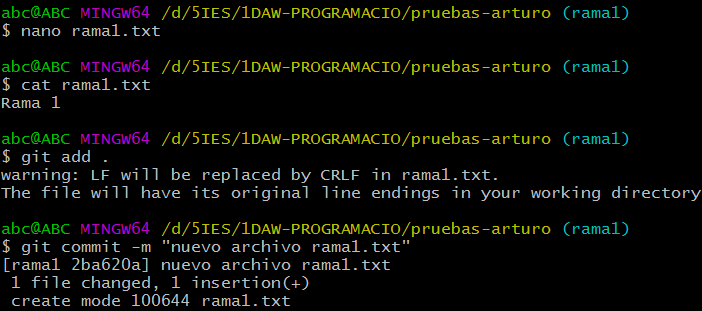 abc@ABC MINGW64 /d/5IES/1DAW-PROGRAMACIO/pruebas-arturo (rama1)
$ nano rama1.txt
abc@ABC MINGW64 /d/5IES/1DAW-PROGRAMACIO/pruebas-arturo (rama1)
$ cat rama1.txt
Rama 1
abc@ABC MINGW64 /d/5IES/1DAW-PROGRAMACIO/pruebas-arturo (rama1)
$ git add .
warning: LF will be replaced by CRLF in rama1.txt.
The file will have its original line endings in your working directory
abc@ABC MINGW64 /d/5IES/1DAW-PROGRAMACIO/pruebas-arturo (rama1)
$ git commit -m "nuevo archivo rama1.txt"
[rama1 2ba620a] nuevo archivo rama1.txt
1 file changed, 1 insertion(+)
create mode 100644 rama1.txt